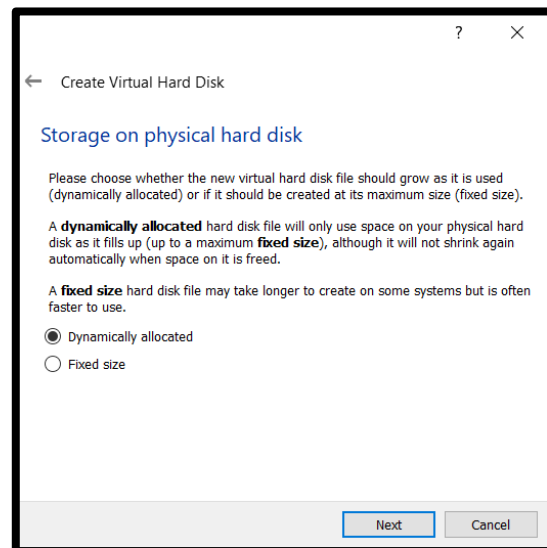 ?
Create Virtual Hard Disk
Storage on physical hard disk
Please choose whether the new virtual hard disk file should grow as it is used
(dynamically allocated) or if it should be created at its maximum size (fixed size).
A dynamically allocated hard disk file will only use space on your physical hard
disk as it fills up (up to a maximum fixed size), although it will not shrink again
automatically when space on it is freed.
A fixed size hard disk file may take longer to create on some systems but is often
faster to use.
Dynamically allocated
Fixed size
Next Cancel